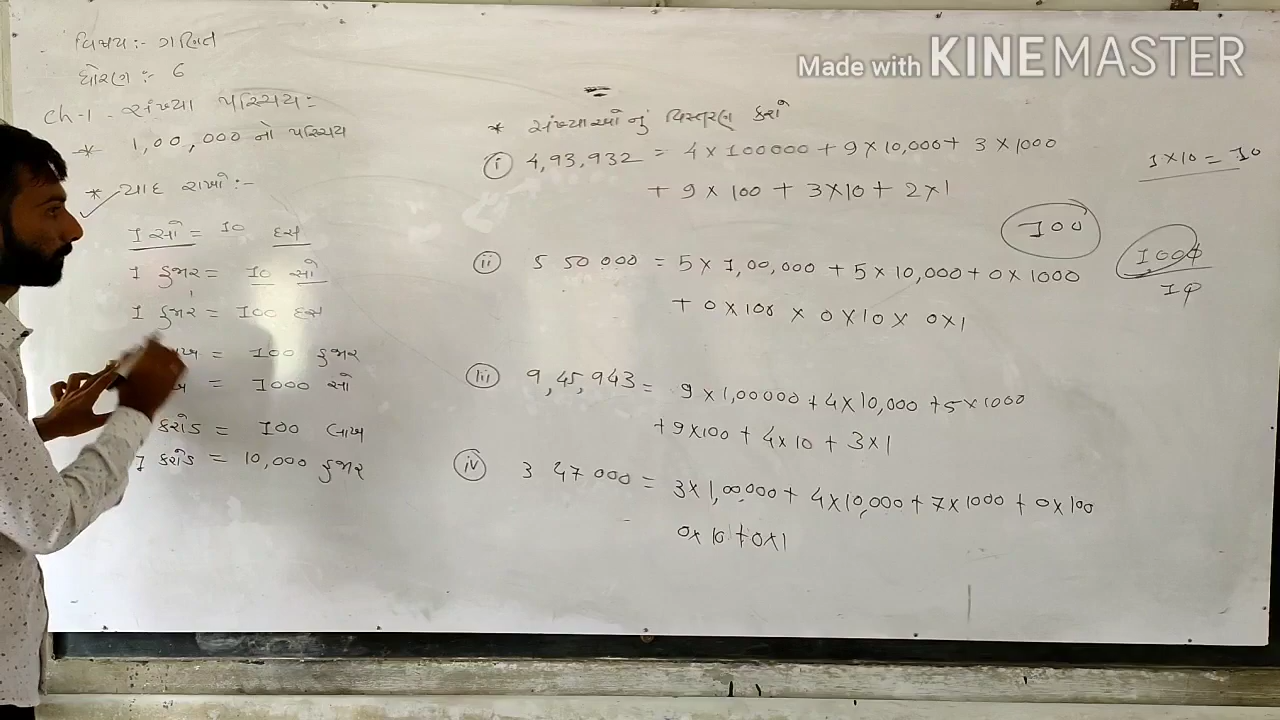 Made with KINEMASTER
વિષય:- ગણિત
ધોરણ :- 6
ch-1. સંખ્યા પરિચય :
* 1,00,000 નો પરિચય
* યાદ રાખો:-
1 સો = 10 દસ
1 હજાર = 10 સો
1 હજાર = 100 દસ
= 100 હજાર
= 1000 સો
કરોડ = 100 લાખ
1 કરોડ = 10,000 હજાર
* સંખ્યાઓનું વિસ્તરણ કરો
(i) 4,93,932 = 4 × 100000 + 9 × 10,000 + 3 × 1000
+ 9 × 100 + 3 × 10 + 2 × 1
(ii) 5 50 000 = 5 × 1,00,000 + 5 × 10,000 + 0 × 1000
+ 0 × 100 × 0 × 10 × 0 × 1
(iii) 9,45,943 = 9 × 1,00000 + 4 × 10,000 + 5 × 1000
+ 9 × 100 + 4 × 10 + 3 × 1
(iv) 3 47 000 = 3 × 1,00,000 + 4 × 10,000 + 7 × 1000 + 0 × 100
0 × 10 + 0 × 1
1 × 10 = 10
100
1000
10